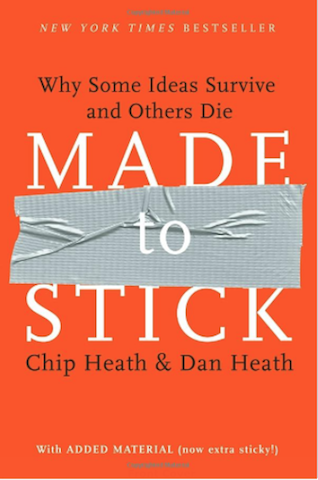 NEW YORK TIMES BESTSELLER
Why Some Ideas Survive
and Others Die
MADE
to
STICK
Chip Heath & Dan Heath
With ADDED MATERIAL (now extra sticky!)